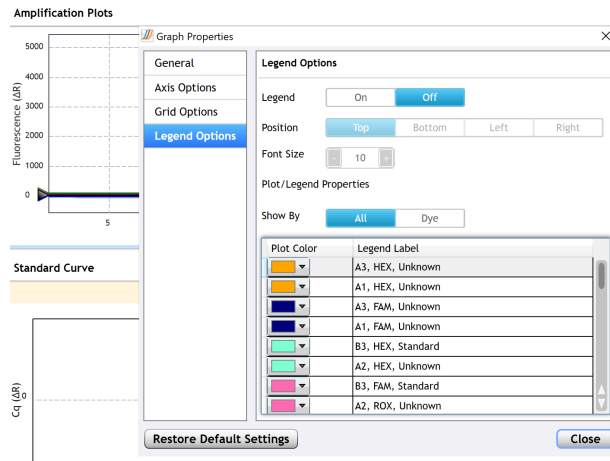 Amplification Plots
Graph Properties
General
Axis Options
Grid Options
Legend Options
Legend Options
Legend
On
Off
Position
Top
Bottom
Left
Right
Font Size
-
10
+
Plot/Legend Properties
Show By
All
Dye
Plot Color
Legend Label
A3, HEX, Unknown
A1, HEX, Unknown
A3, FAM, Unknown
A1, FAM, Unknown
B3, HEX, Standard
A2, HEX, Unknown
B3, FAM, Standard
A2, ROX, Unknown
Restore Default Settings
Close
Fluorescence (ΔR)
5000
4000
3000
2000
1000
0
5
Standard Curve
Cq (ΔR)
0